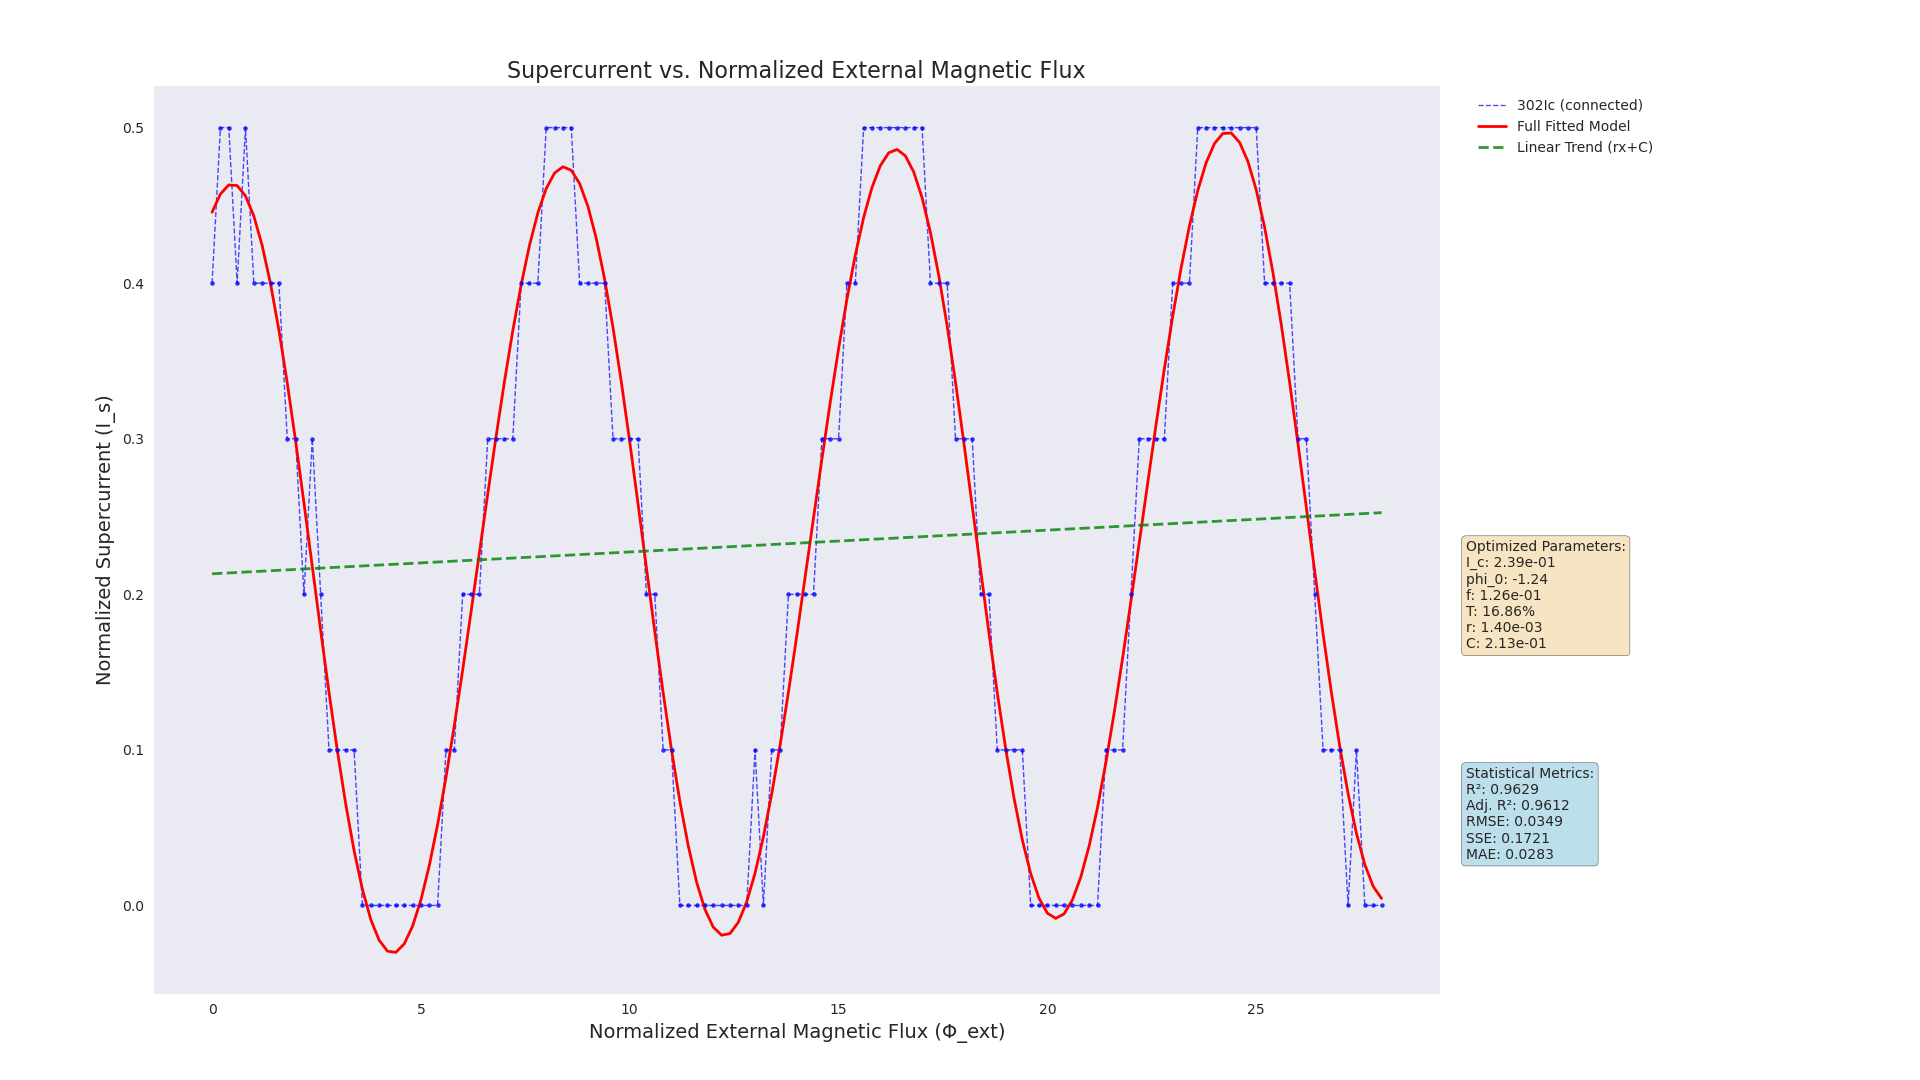 Supercurrent vs. Normalized External Magnetic Flux
302Ic (connected)
Full Fitted Model
Linear Trend (rx+C)
0.5
0.4
0.3
0.2
0.1
0.0
Normalized Supercurrent (I_s)
0 5 10 15 20 25
Normalized External Magnetic Flux (Φ_ext)
Optimized Parameters:
I_c: 2.39e-01
phi_0: -1.24
f: 1.26e-01
T: 16.86%
r: 1.40e-03
C: 2.13e-01
Statistical Metrics:
R²: 0.9629
Adj. R²: 0.9612
RMSE: 0.0349
SSE: 0.1721
MAE: 0.0283